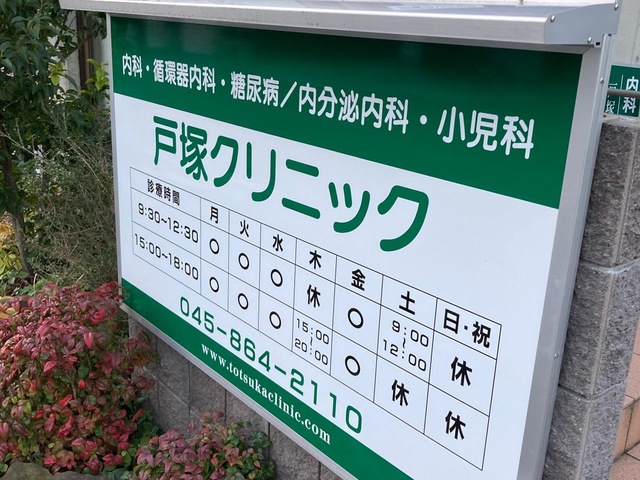 内科・循環器内科・糖尿病／内分泌内科・小児科
戸塚クリニック
診療時間 月 火 水 木 金 土 日・祝
9:30~12:30 ○ ○ ○ 休 ○ 9:00~12:00 休
15:00~18:00 ○ ○ ○ 15:00~20:00 ○ 休 休
045-864-2110
www.totsukaclinic.com
内
塚 科